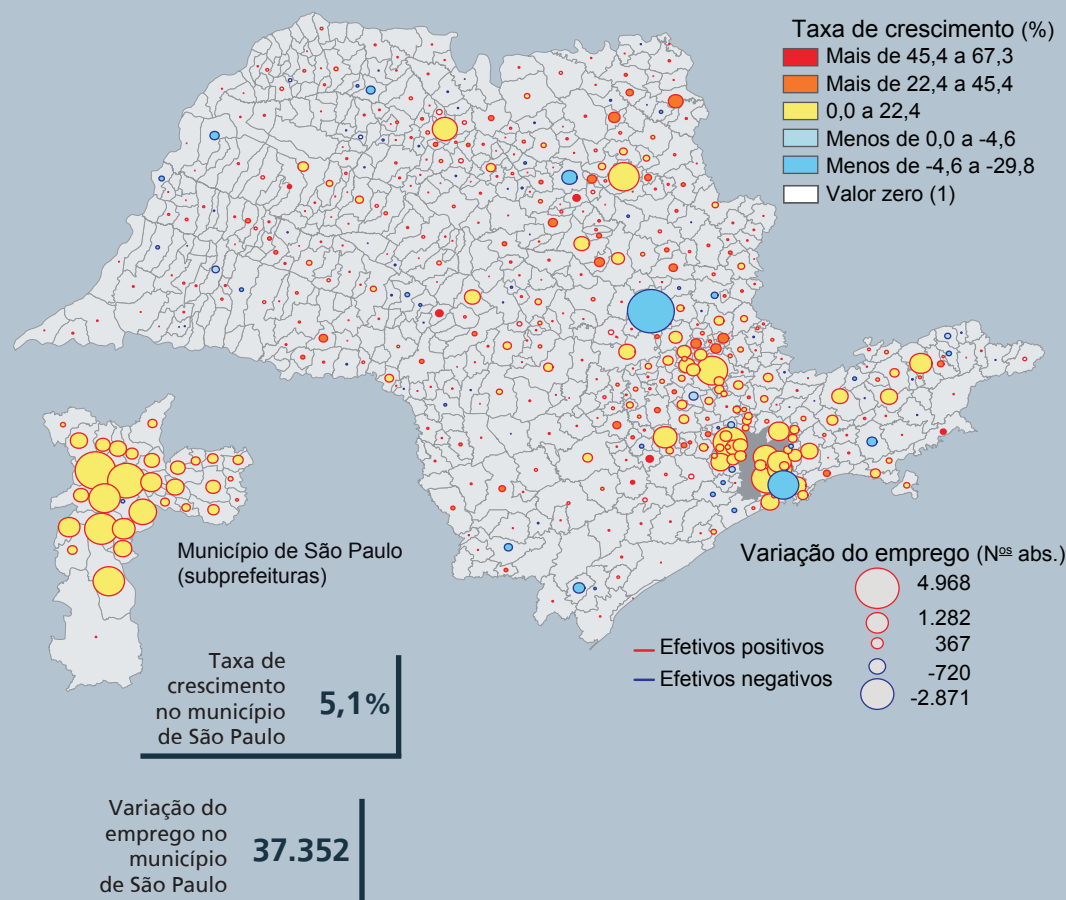 Taxa de crescimento (%)
Mais de 45,4 a 67,3
Mais de 22,4 a 45,4
0,0 a 22,4
Menos de 0,0 a -4,6
Menos de -4,6 a -29,8
Valor zero (1)
Município de São Paulo
(subprefeituras)
Variação do emprego (Nos abs.)
4.968
1.282
367
-720
-2.871
Efetivos positivos
Efetivos negativos
Taxa de
crescimento
no município
de São Paulo
5,1%
Variação do
emprego no
município
de São Paulo
37.352